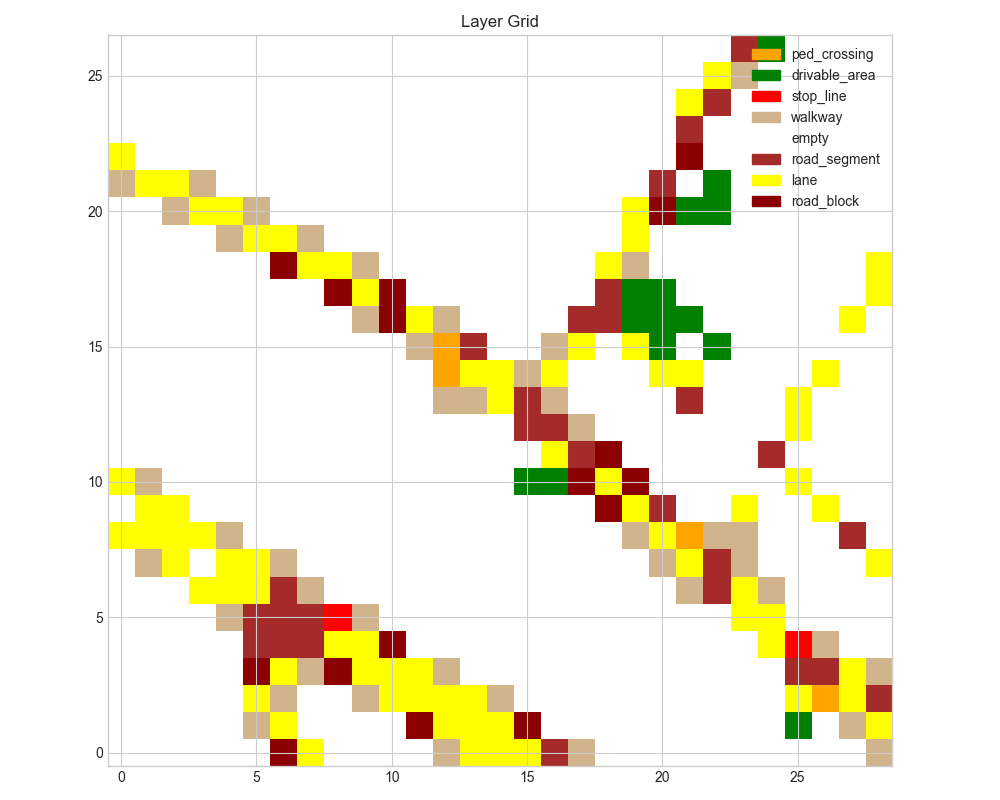 Layer Grid
ped_crossing
drivable_area
stop_line
walkway
empty
road_segment
lane
road_block
25
20
15
10
5
0
0 5 10 15 20 25